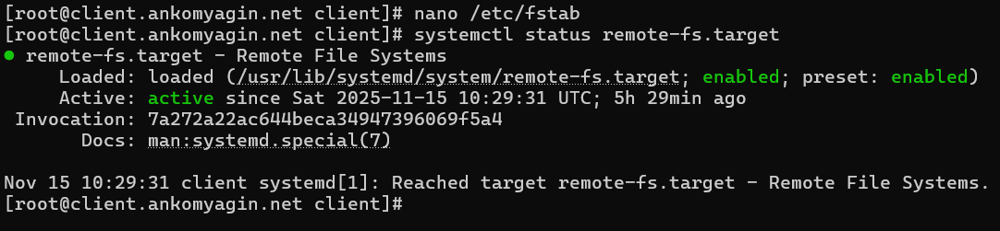 [root@client.ankomyagin.net client]# nano /etc/fstab
[root@client.ankomyagin.net client]# systemctl status remote-fs.target
● remote-fs.target - Remote File Systems
     Loaded: loaded (/usr/lib/systemd/system/remote-fs.target; enabled; preset: enabled)
     Active: active since Sat 2025-11-15 10:29:31 UTC; 5h 29min ago
 Invocation: 7a272a22ac644beca34947396069f5a4
       Docs: man:systemd.special(7)

Nov 15 10:29:31 client systemd[1]: Reached target remote-fs.target - Remote File Systems.
[root@client.ankomyagin.net client]#